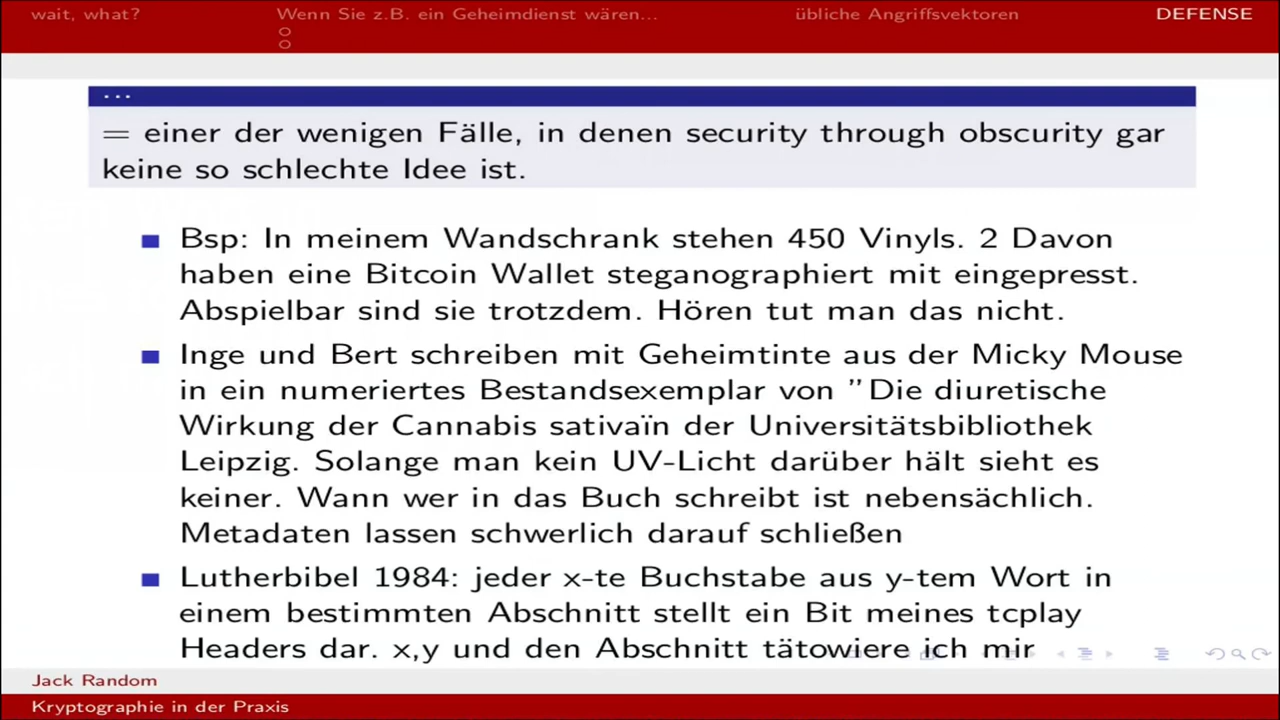 wait, what? Wenn Sie z.B. ein Geheimdienst wären... übliche Angriffsvektoren DEFENSE
...
= einer der wenigen Fälle, in denen security through obscurity gar
keine so schlechte Idee ist.
Bsp: In meinem Wandschrank stehen 450 Vinyls. 2 Davon
haben eine Bitcoin Wallet steganographiert mit eingepresst.
Abspielbar sind sie trotzdem. Hören tut man das nicht.
Inge und Bert schreiben mit Geheimtinte aus der Micky Mouse
in ein numeriertes Bestandsexemplar von ”Die diuretische
Wirkung der Cannabis sativaïn der Universitätsbibliothek
Leipzig. Solange man kein UV-Licht darüber hält sieht es
keiner. Wann wer in das Buch schreibt ist nebensächlich.
Metadaten lassen schwerlich darauf schließen
Lutherbibel 1984: jeder x-te Buchstabe aus y-tem Wort in
einem bestimmten Abschnitt stellt ein Bit meines tcplay
Headers dar. x,y und den Abschnitt tätowiere ich mir
Jack Random
Kryptographie in der Praxis